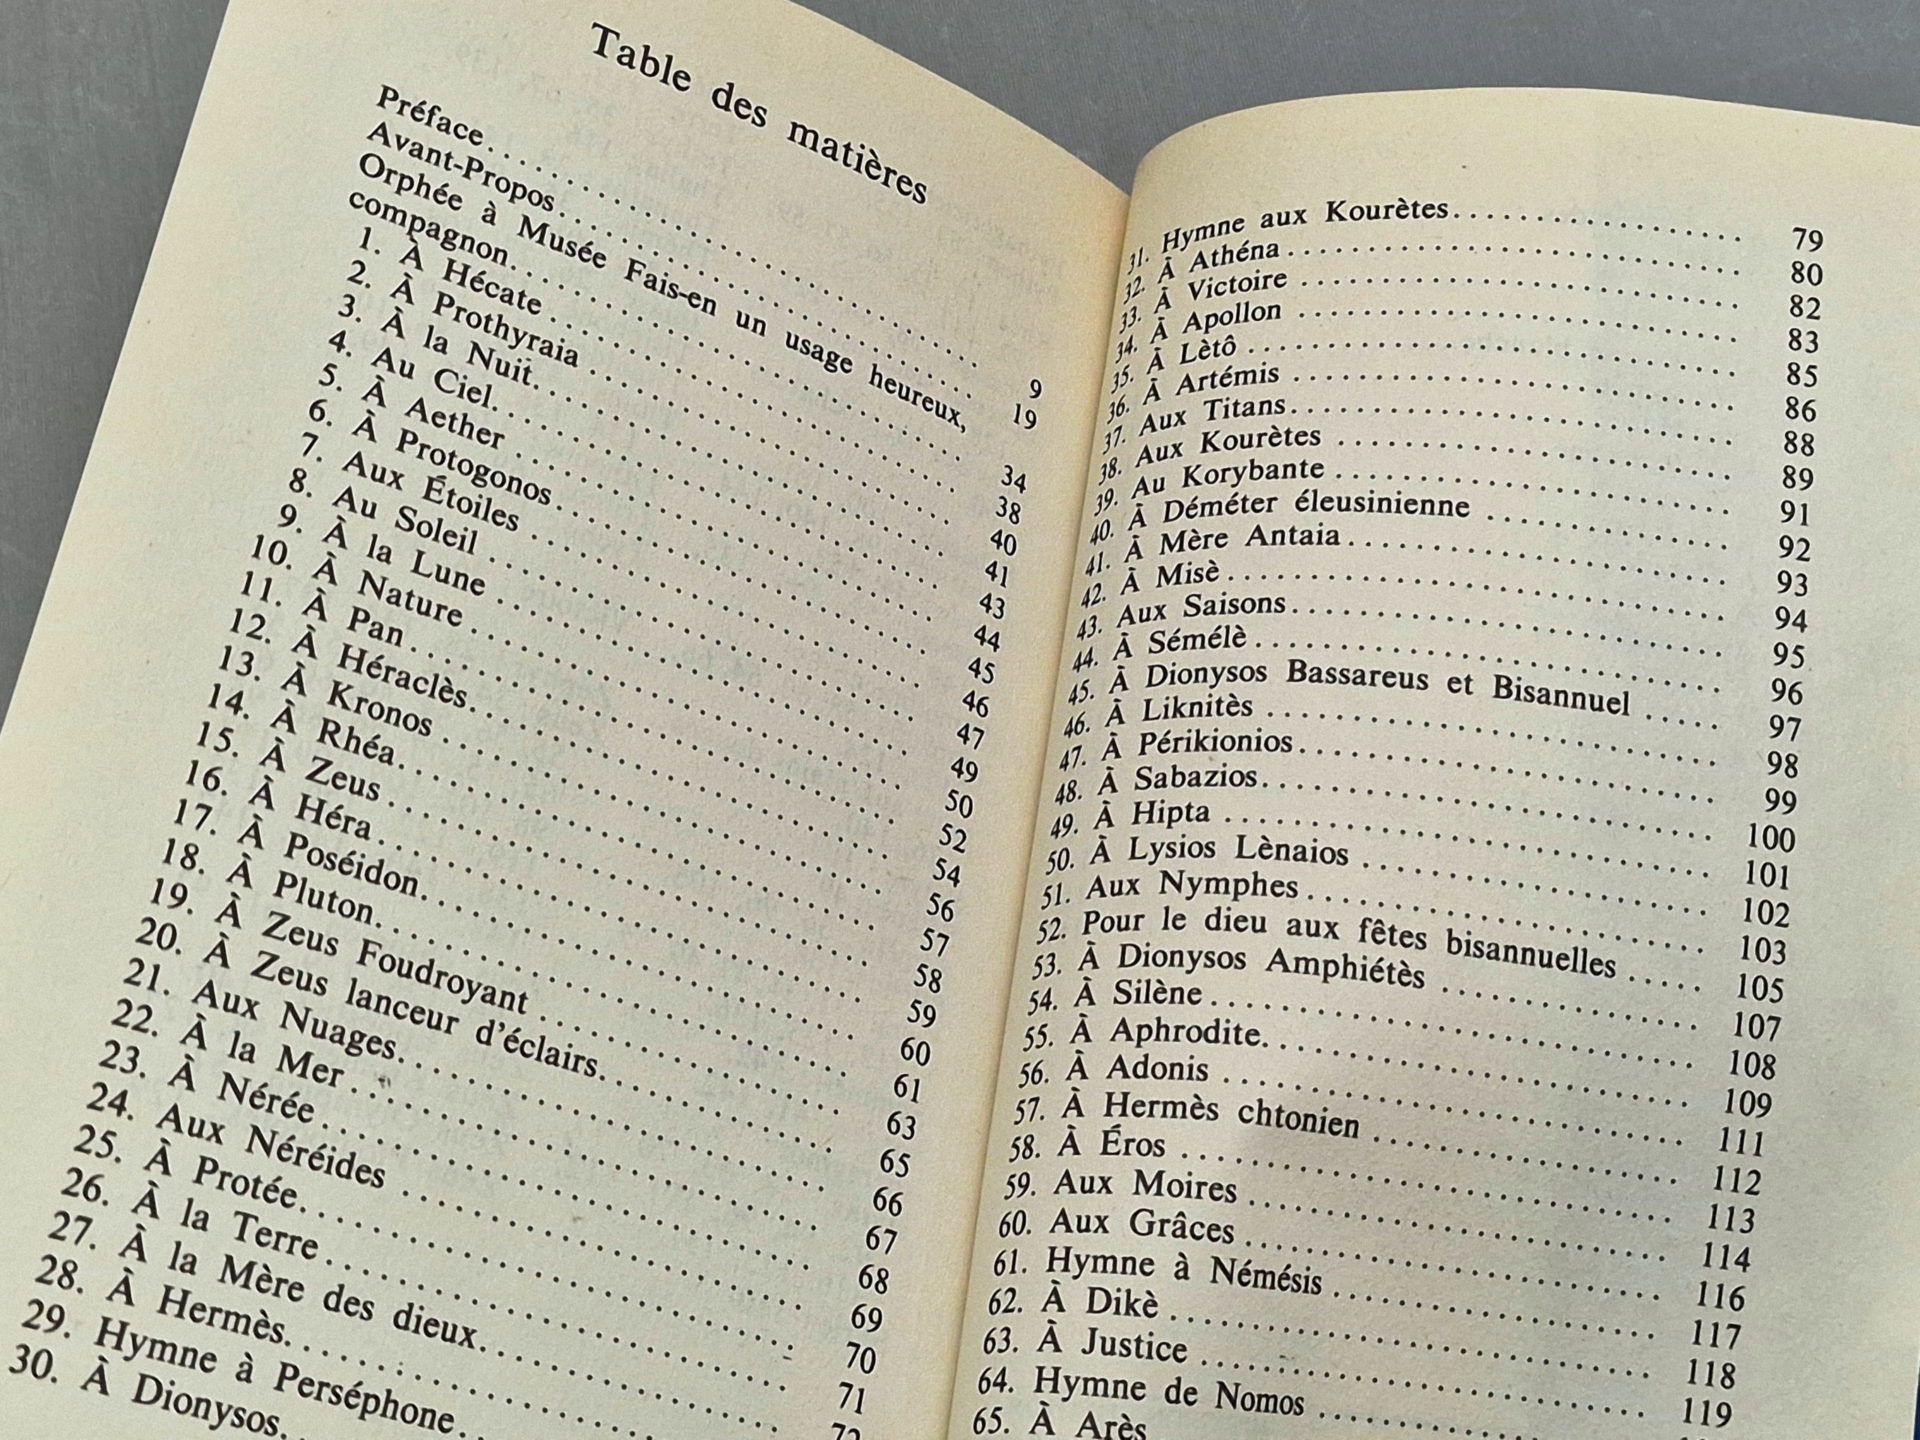 Table des matières
Préface 9
Avant-Propos 19
Orphée à Musée Fais-en un usage heureux,
compagnon 34
1. À Hécate 38
2. À Prothyraia 40
3. À la Nuit 41
4. Au Ciel 43
5. À Aether 44
6. À Protogonos 45
7. Aux Étoiles 46
8. Au Soleil 47
9. À la Lune 49
10. À Nature 50
11. À Pan 52
12. À Héraclès 54
13. À Kronos 56
14. À Rhéa 57
15. À Zeus 58
16. À Héra 59
17. À Poséidon 60
18. À Pluton 61
19. À Zeus Foudroyant 63
20. À Zeus lanceur d'éclairs 65
21. Aux Nuages 66
22. À la Mer 67
23. À Nérée 68
24. Aux Néréides 69
25. À Protée 70
26. À la Terre 71
27. À la Mère des dieux 72
28. À Hermès
29. Hymne à Perséphone
30. À Dionysos
31. Hymne aux Kourètes 79
32. À Athéna 80
33. À Victoire 82
34. À Apollon 83
35. À Lètô 85
36. À Artémis 86
37. Aux Titans 88
38. Aux Kourètes 89
39. Au Korybante 91
40. À Déméter éleusinienne 92
41. À Mère Antaia 93
42. À Misè 94
43. Aux Saisons 95
44. À Sémélè 96
45. À Dionysos Bassareus et Bisannuel 97
46. À Liknitès 98
47. À Périkionios 99
48. À Sabazios 100
49. À Hipta 101
50. À Lysios Lènaios 102
51. Aux Nymphes 103
52. Pour le dieu aux fêtes bisannuelles 105
53. À Dionysos Amphiétès 107
54. À Silène 108
55. À Aphrodite 109
56. À Adonis 111
57. À Hermès chtonien 112
58. À Éros 113
59. Aux Moires 114
60. Aux Grâces 116
61. Hymne à Némésis 117
62. À Dikè 118
63. À Justice 119
64. Hymne de Nomos
65. À Arès